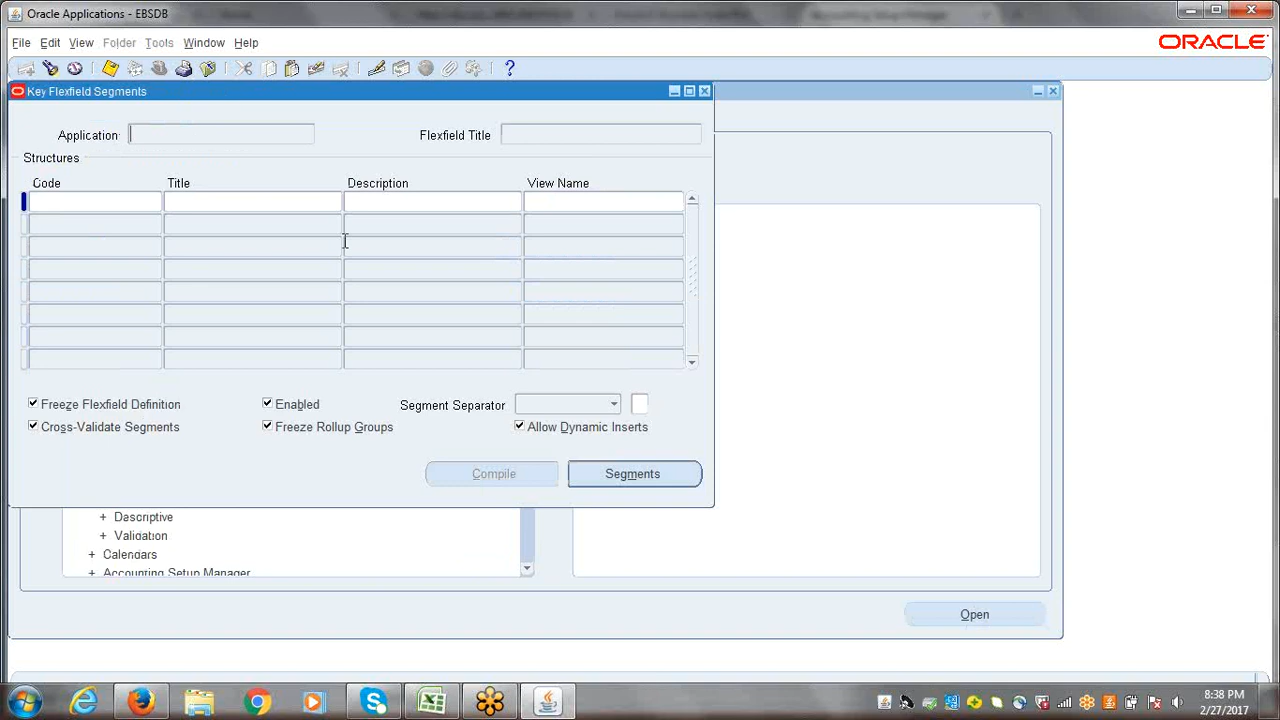 Oracle Applications - EBSDB
File Edit View Folder Tools Window Help
ORACLE
Key Flexfield Segments
Application Flexfield Title
Structures
Code Title Description View Name
Freeze Flexfield Definition Enabled Segment Separator
Cross-Validate Segments Freeze Rollup Groups Allow Dynamic Inserts
Compile Segments
+ Descriptive
+ Validation
+ Calendars
+ Accounting Setup Manager
Open
8:38 PM
2/27/2017